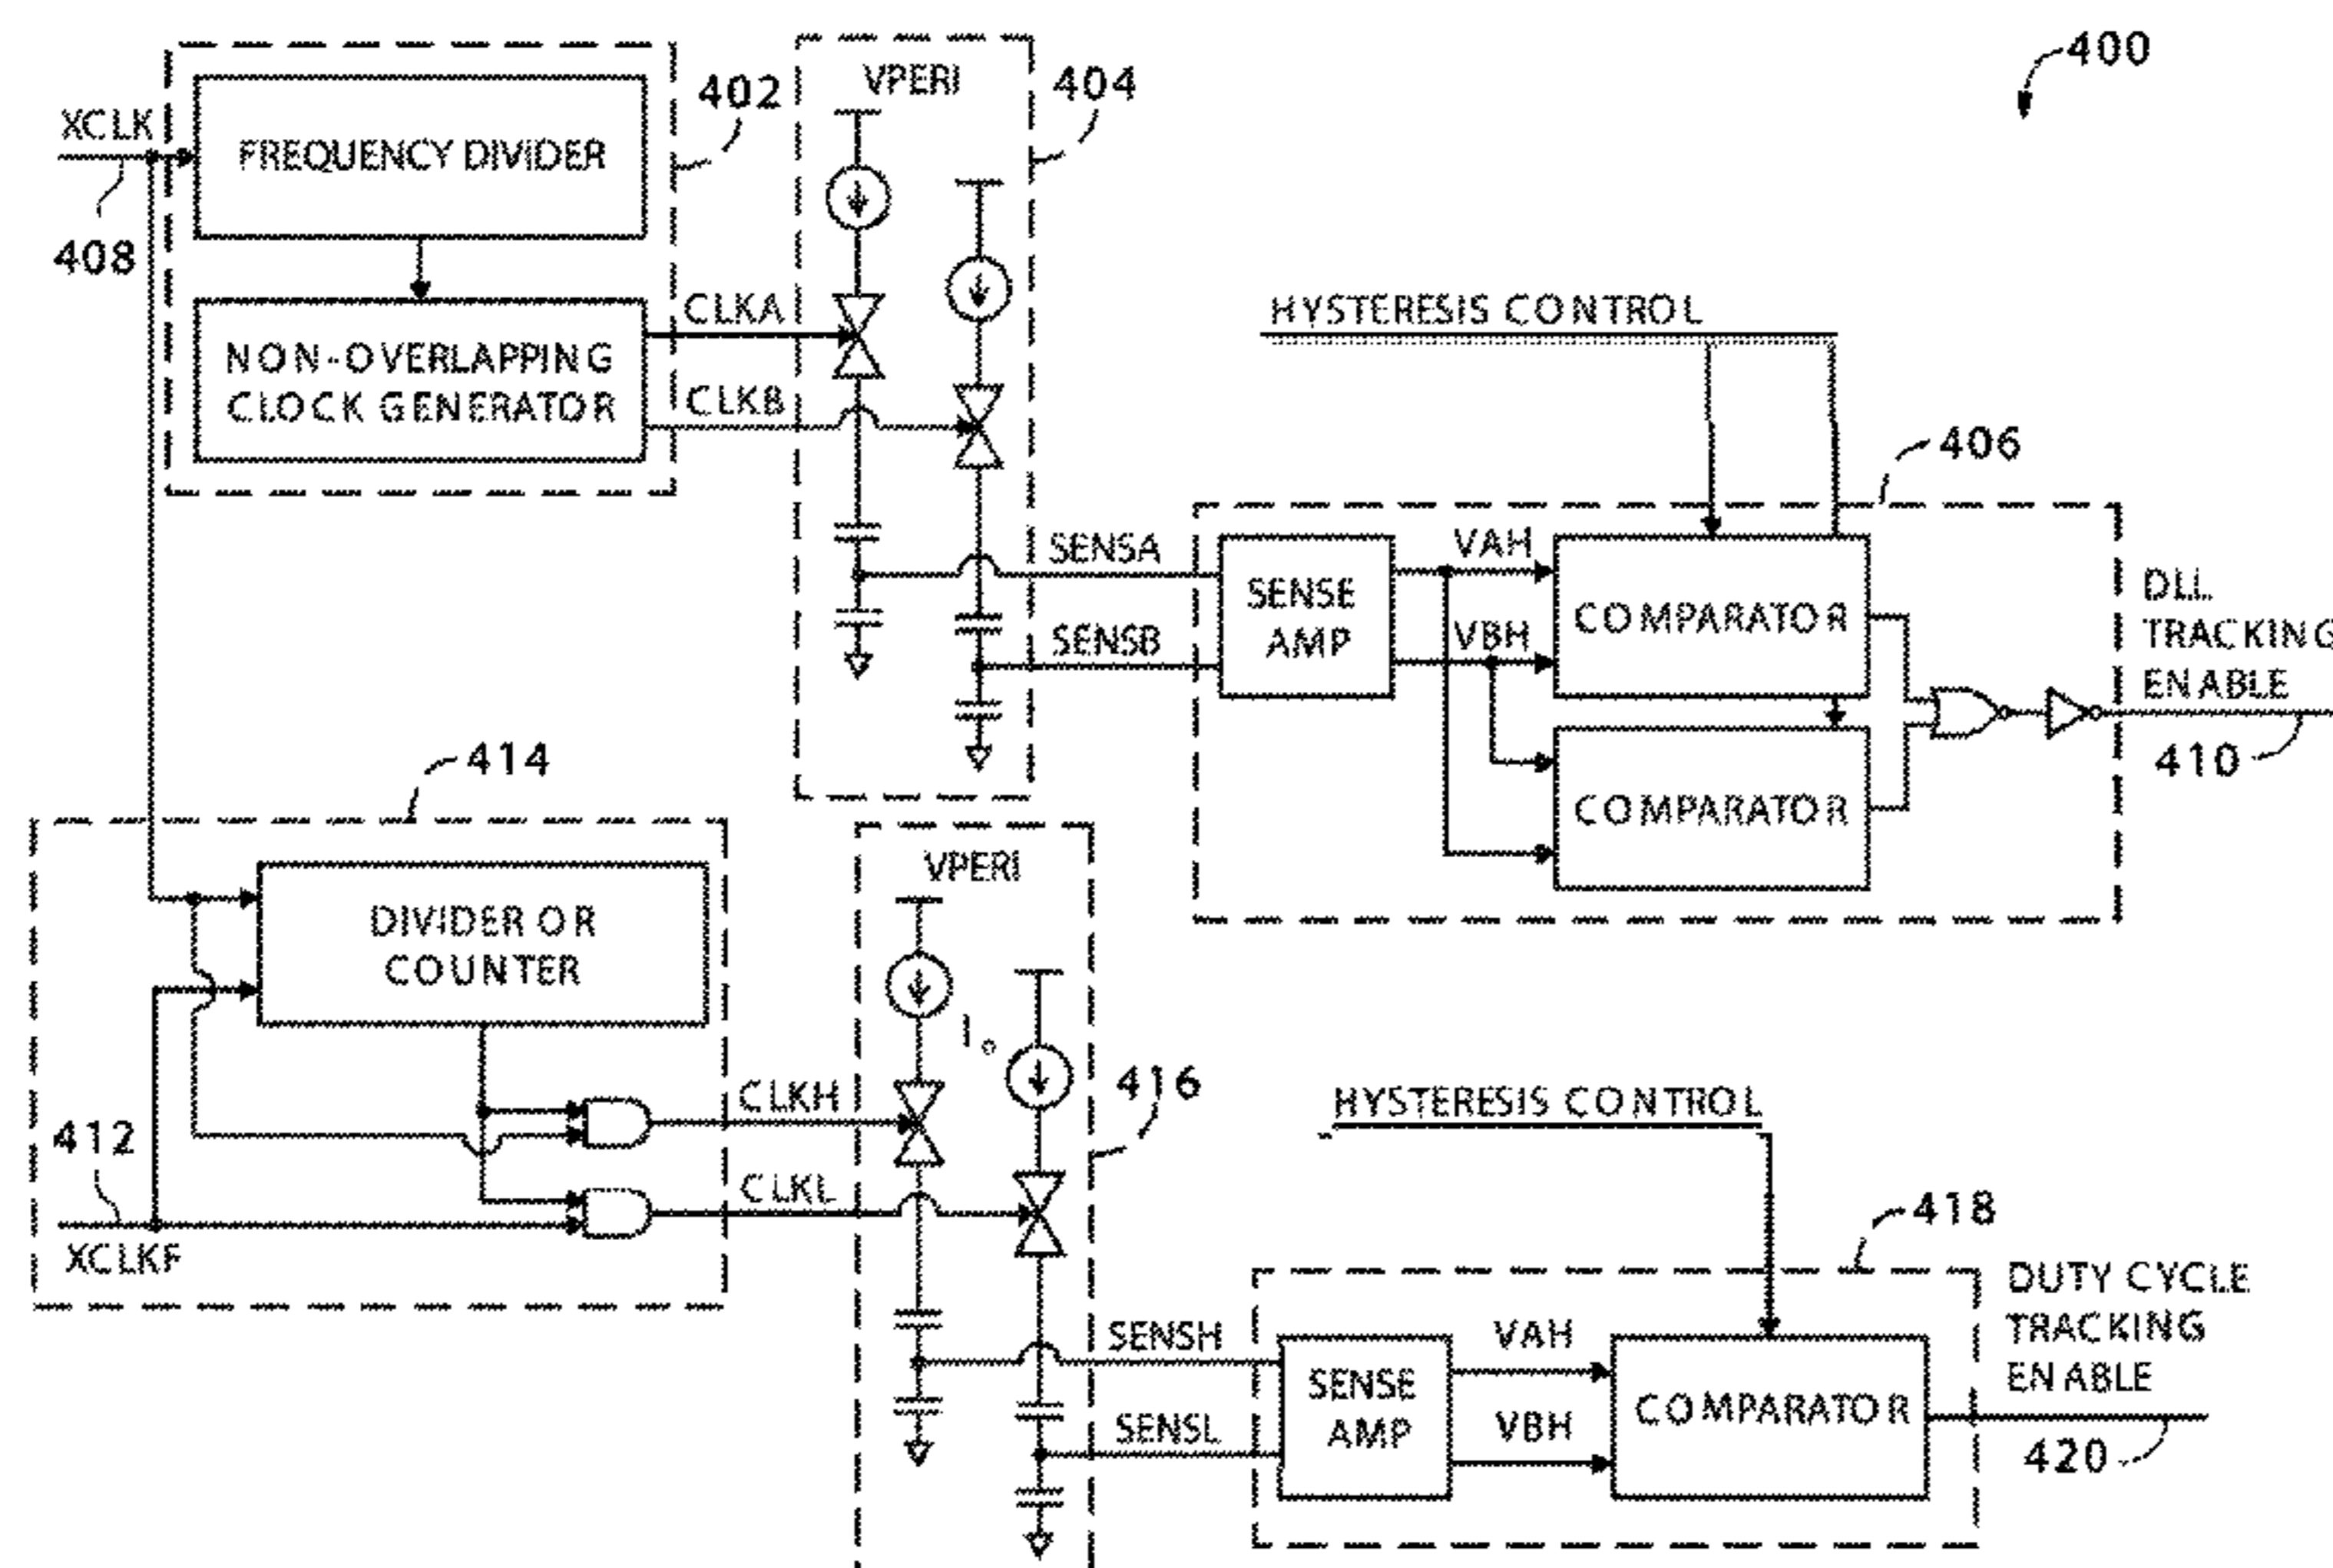 400
XCLK
408
FREQUENCY DIVIDER
402
NON-OVERLAPPING
CLOCK GENERATOR
CLKA
CLKB
VPERI
404
HYSTERESIS CONTROL
406
SENSA
SENSB
SENSE
AMP
VAH
VBH
COMPARATOR
COMPARATOR
DLL
TRACKING
ENABLE
410
414
DIVIDER OR
COUNTER
412
XCLKF
CLKH
CLKL
VPERI
Io
416
HYSTERESIS CONTROL
418
SENSH
SENSL
SENSE
AMP
VAH
VBH
COMPARATOR
DUTY CYCLE
TRACKING
ENABLE
420